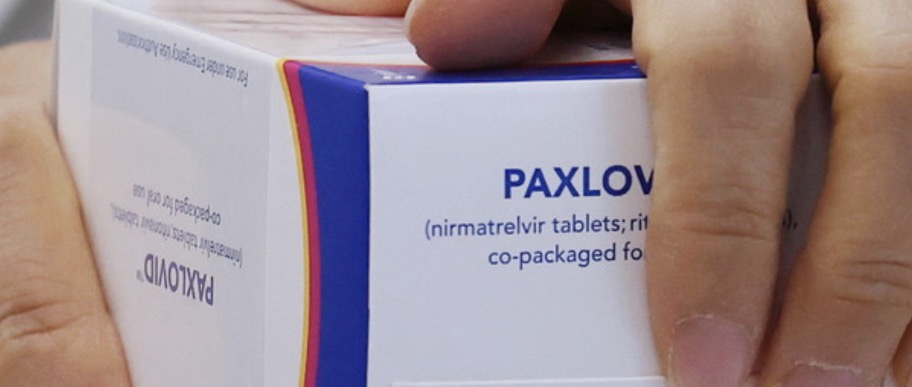 For use under Emergency Use Authorization.
PAXLOVID™
(nirmatrelvir tablets; ritonavir tablets),
co-packaged for oral use
PAXLOV
(nirmatrelvir tablets; rit
),
co-packaged fo